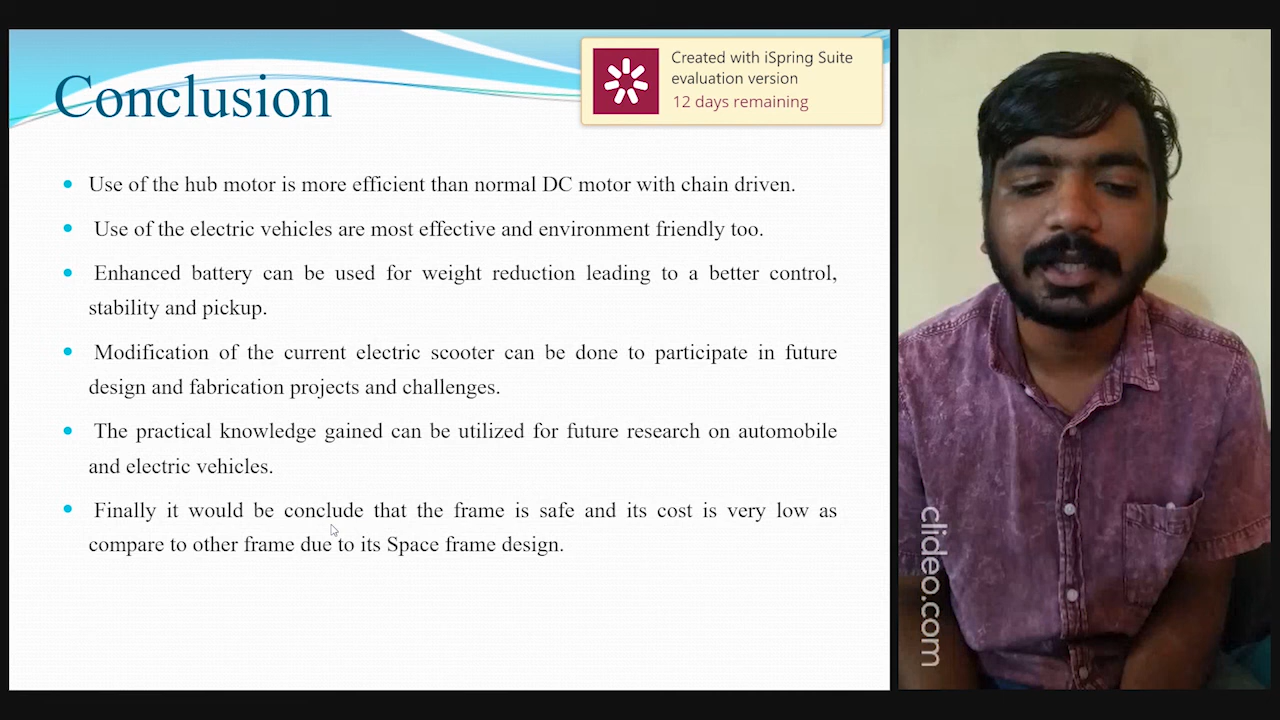 Conclusion
Created with iSpring Suite
evaluation version
12 days remaining
Use of the hub motor is more efficient than normal DC motor with chain driven.
Use of the electric vehicles are most effective and environment friendly too.
Enhanced battery can be used for weight reduction leading to a better control,
stability and pickup.
Modification of the current electric scooter can be done to participate in future
design and fabrication projects and challenges.
The practical knowledge gained can be utilized for future research on automobile
and electric vehicles.
Finally it would be conclude that the frame is safe and its cost is very low as
compare to other frame due to its Space frame design.
clideo.com